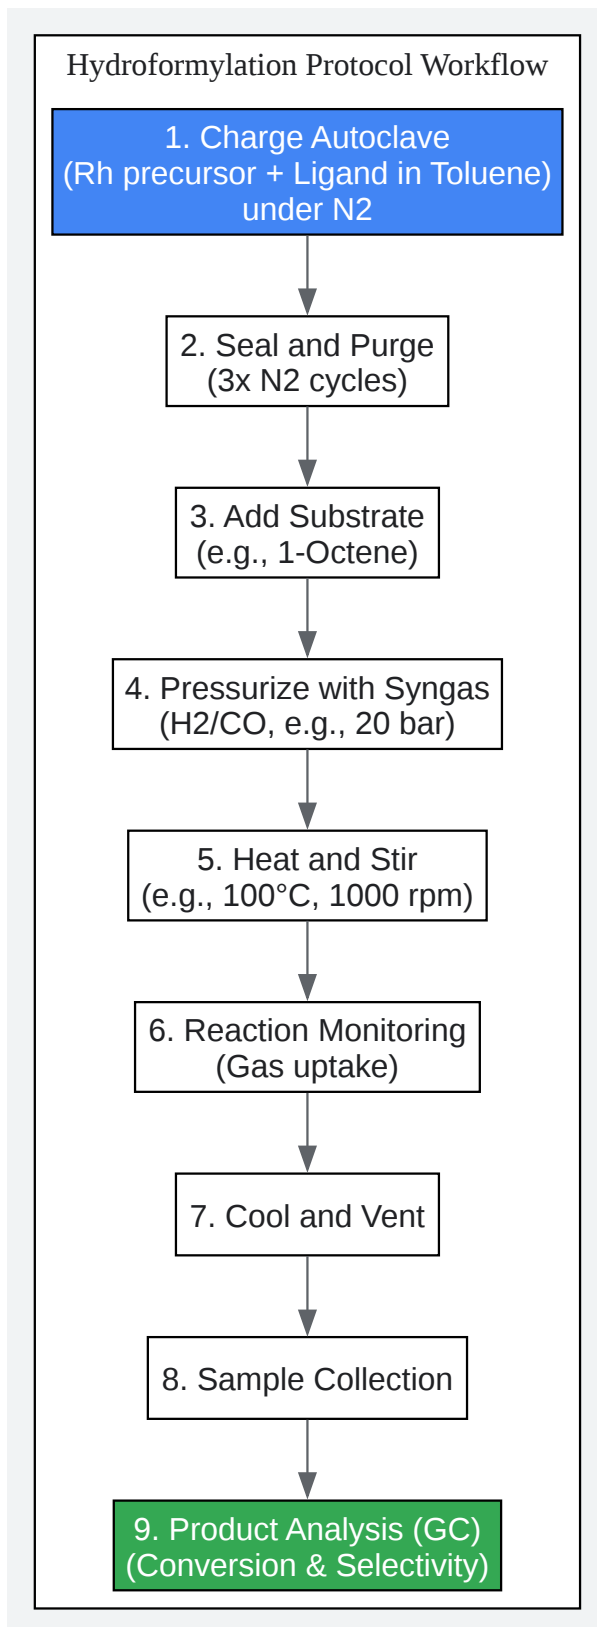 Hydroformylation Protocol Workflow
1. Charge Autoclave
(Rh precursor + Ligand in Toluene)
under N2
2. Seal and Purge
(3x N2 cycles)
3. Add Substrate
(e.g., 1-Octene)
4. Pressurize with Syngas
(H2/CO, e.g., 20 bar)
5. Heat and Stir
(e.g., 100°C, 1000 rpm)
6. Reaction Monitoring
(Gas uptake)
7. Cool and Vent
8. Sample Collection
9. Product Analysis (GC)
(Conversion & Selectivity)